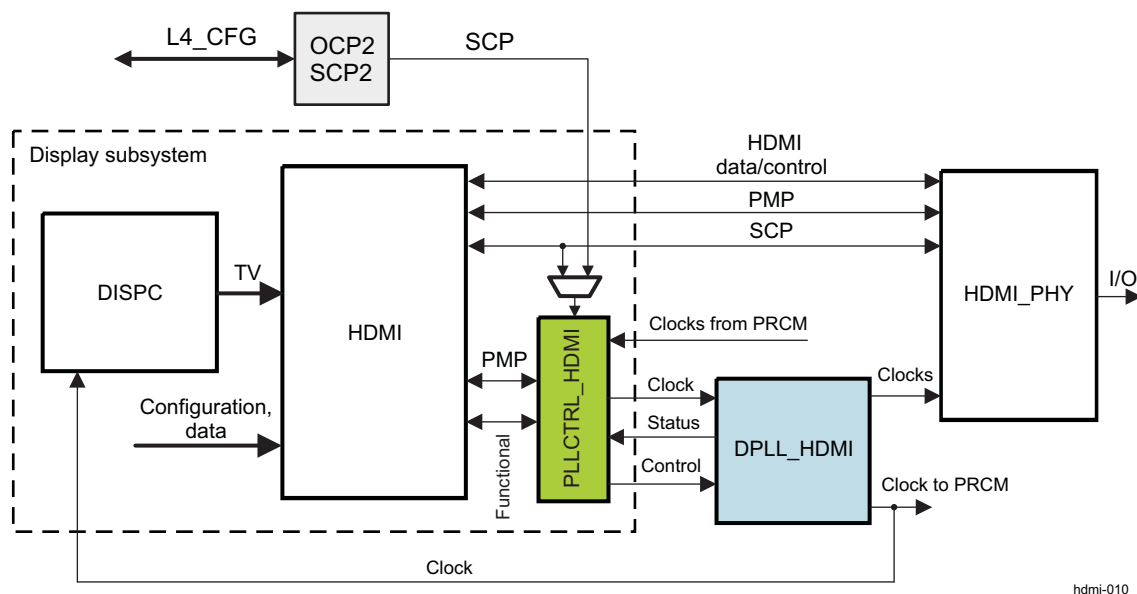 L4_CFG
OCP2
SCP2
SCP
Display subsystem
HDMI
data/control
PMP
SCP
DISPC
TV
HDMI
HDMI_PHY
I/O
Clocks from PRCM
PMP
PLLCTRL_HDMI
Clock
Clocks
Configuration,
data
Functional
Status
DPLL_HDMI
Control
Clock to PRCM
Clock
hdmi-010